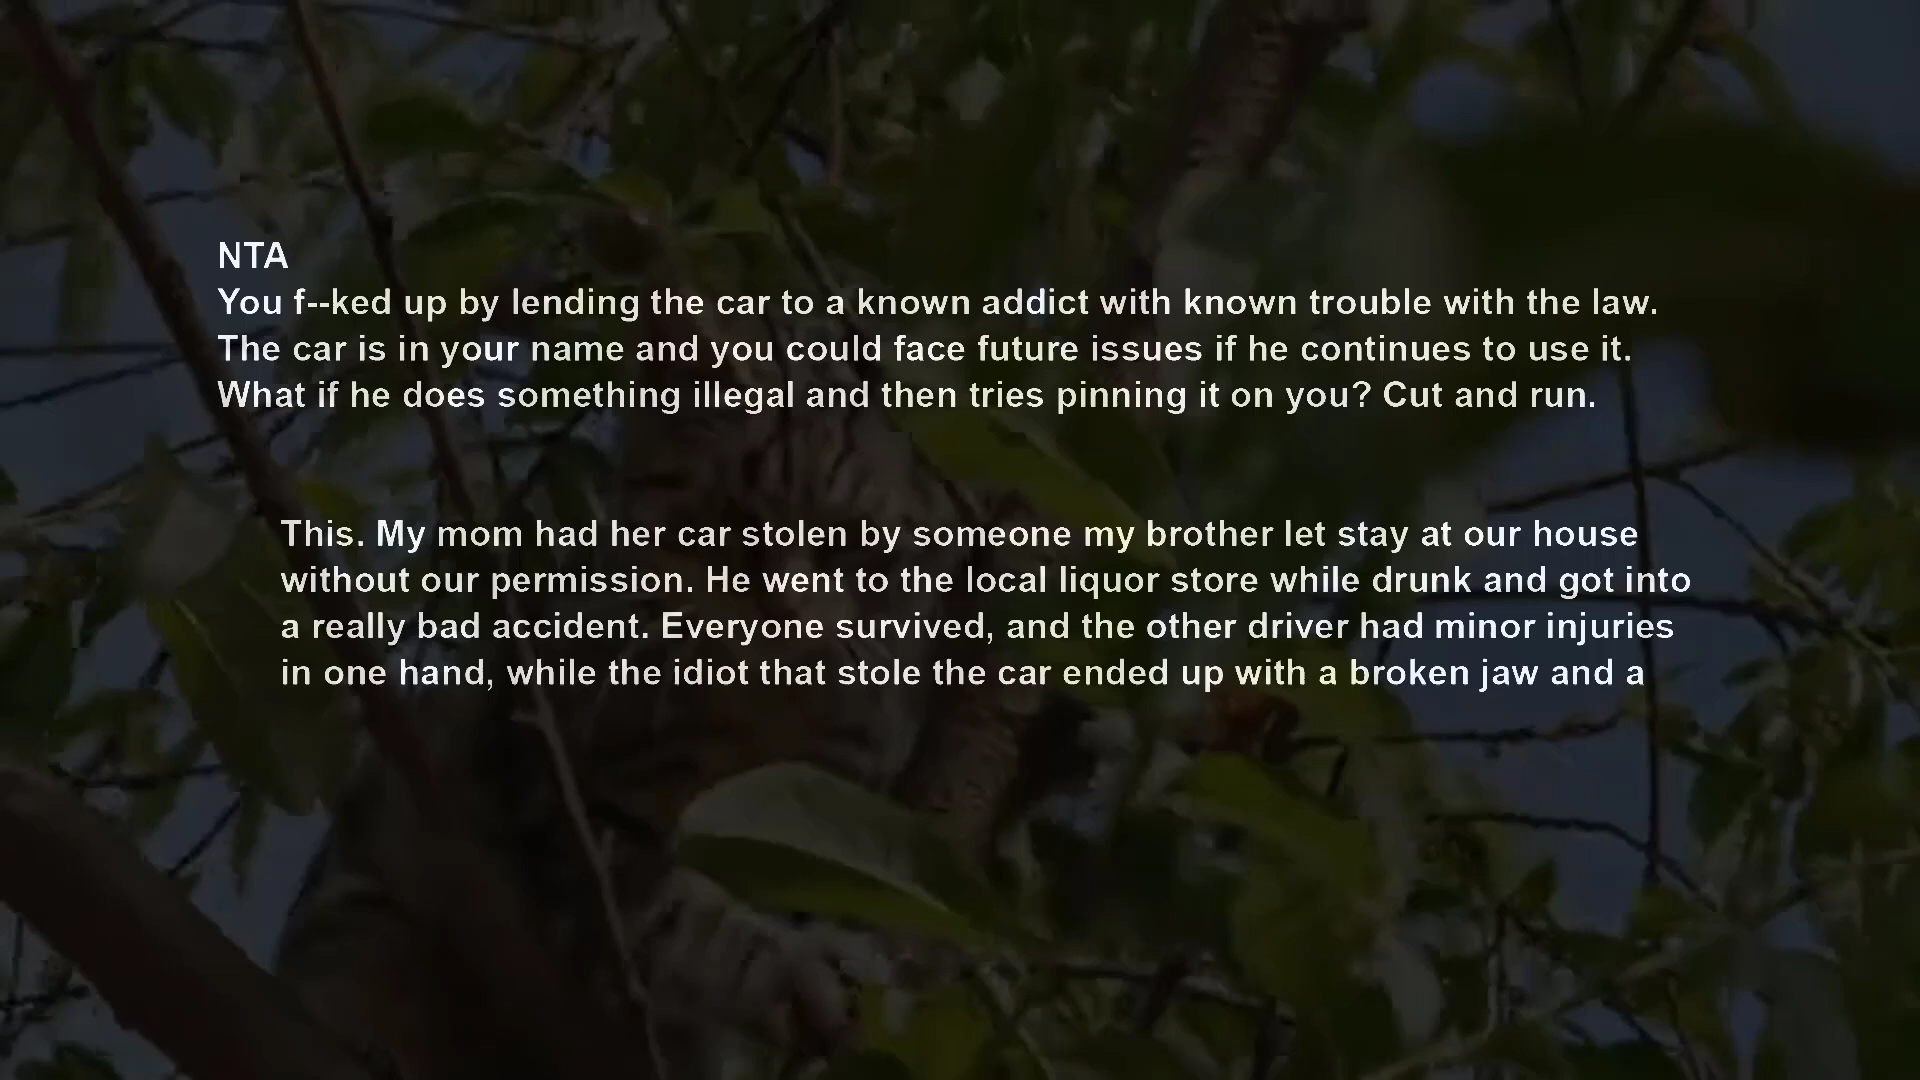 NTA
You f--ked up by lending the car to a known addict with known trouble with the law.
The car is in your name and you could face future issues if he continues to use it.
What if he does something illegal and then tries pinning it on you? Cut and run.
This. My mom had her car stolen by someone my brother let stay at our house
without our permission. He went to the local liquor store while drunk and got into
a really bad accident. Everyone survived, and the other driver had minor injuries
in one hand, while the idiot that stole the car ended up with a broken jaw and a